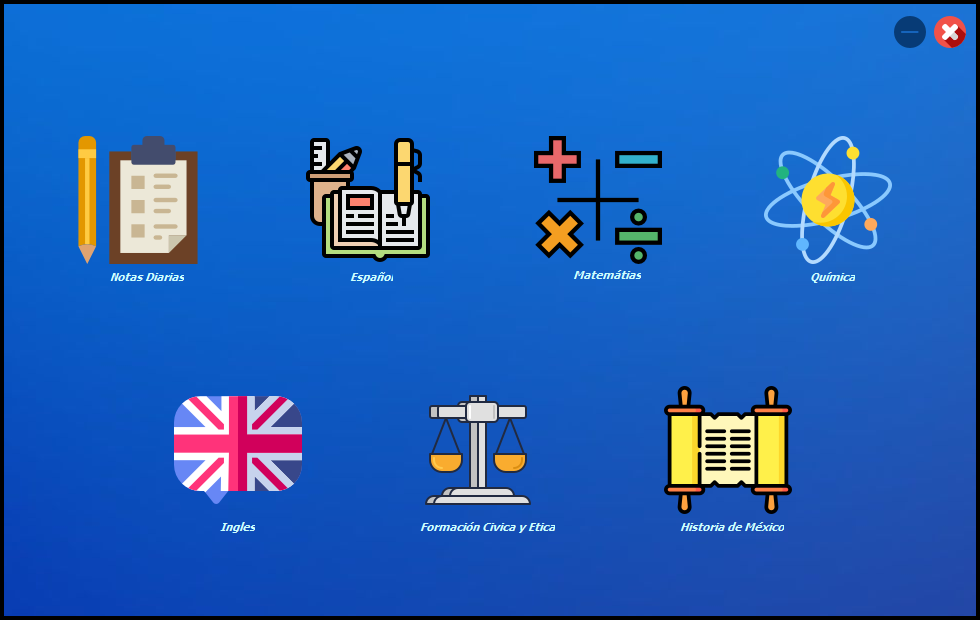 Notas Diarias
Español
Matemátias
Química
Ingles
Formación Civica y Etica
Historia de México